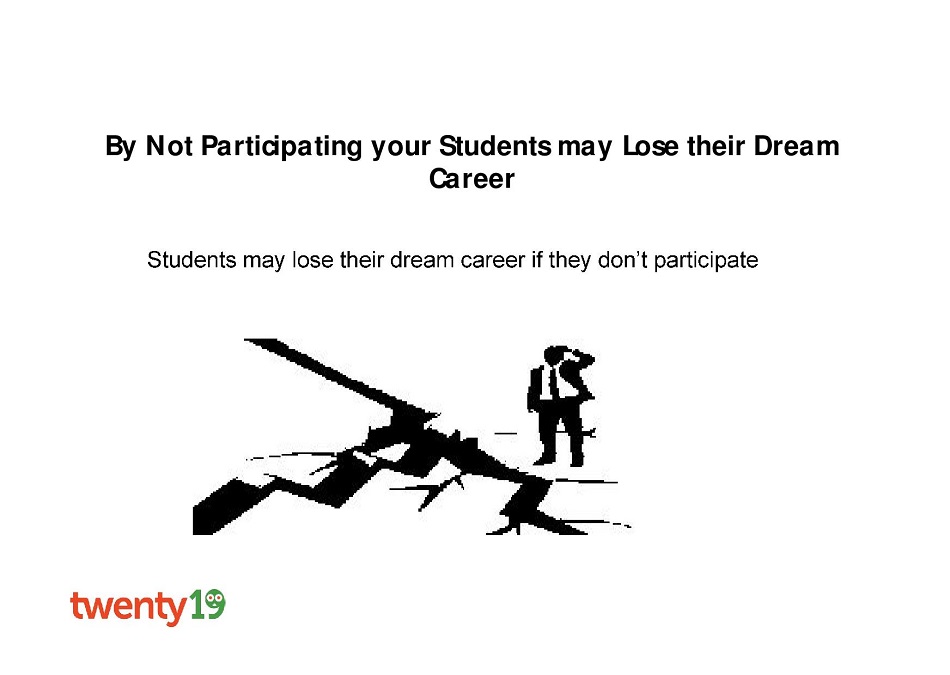 By Not Participating your Students may Lose their Dream
Career
Students may lose their dream career if they don't participate
twenty19